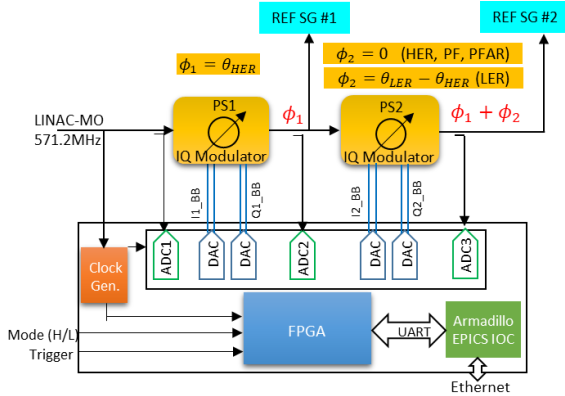 REF SG #1
REF SG #2
ϕ1 = θHER
ϕ2 = 0 (HER, PF, PFAR)
ϕ2 = θLER − θHER (LER)
PS1
IQ Modulator
ϕ1
PS2
IQ Modulator
ϕ1 + ϕ2
LINAC-MO
571.2MHz
I1_BB
Q1_BB
I2_BB
Q2_BB
ADC1
DAC
DAC
ADC2
DAC
DAC
ADC3
Clock
Gen.
FPGA
UART
Armadillo
EPICS IOC
Mode (H/L)
Trigger
Ethernet